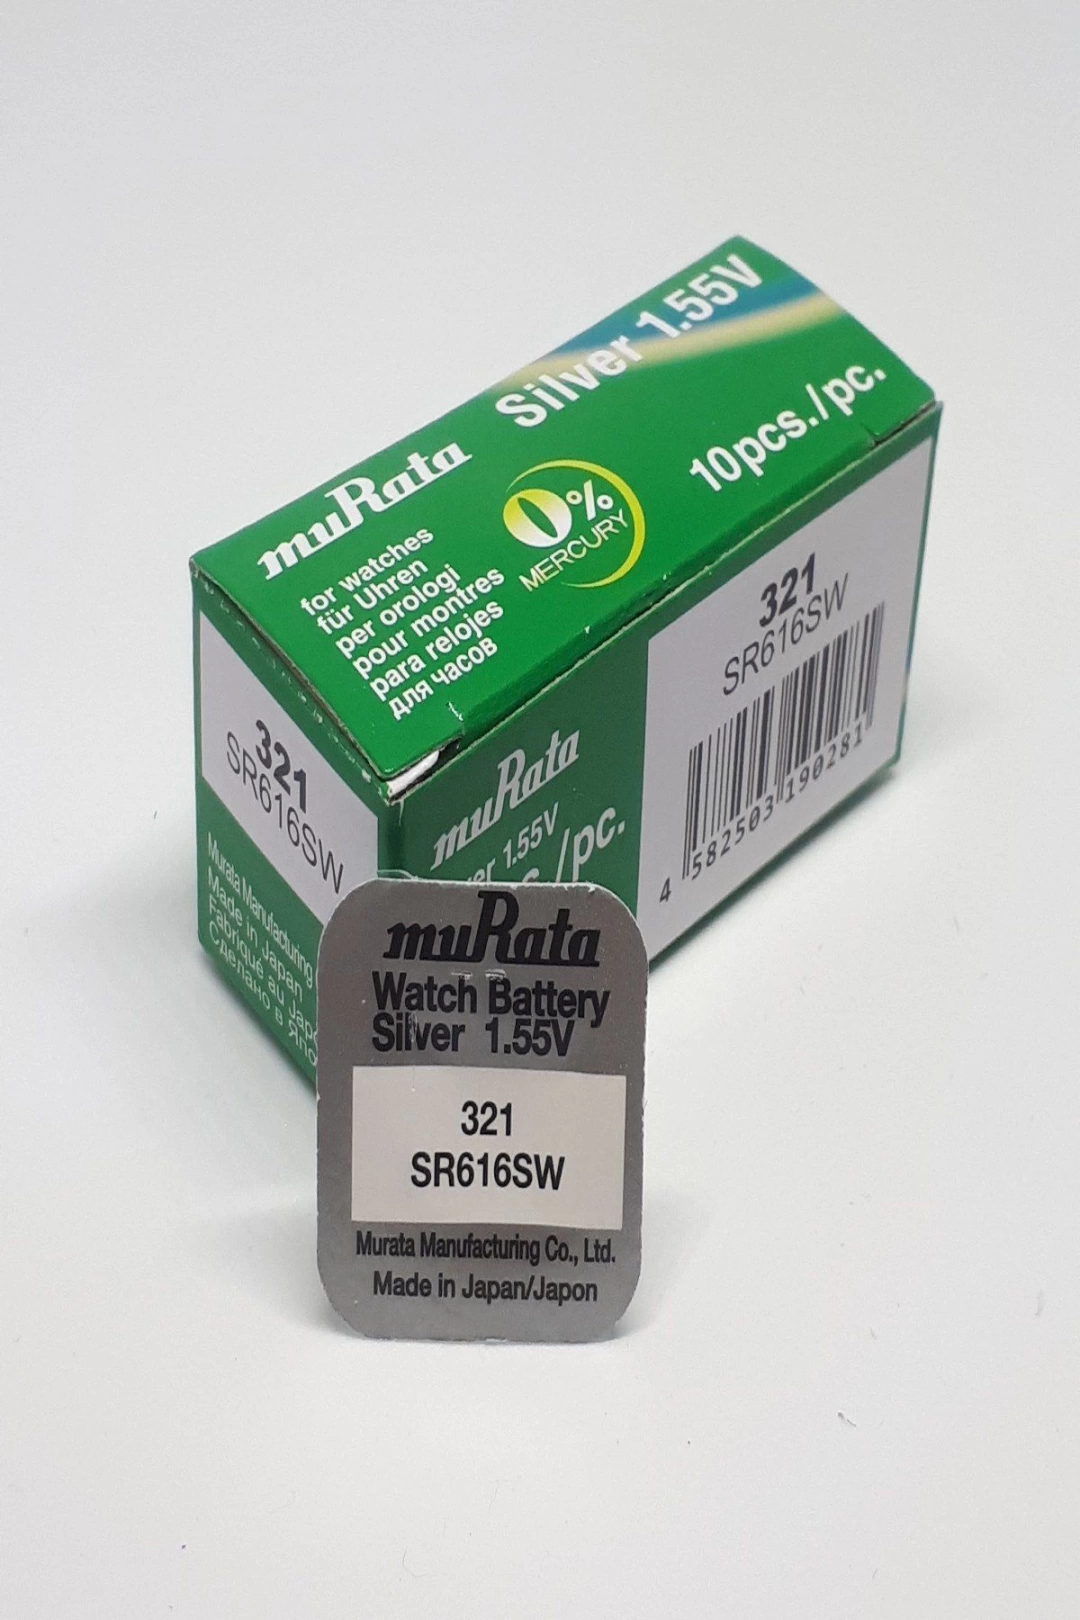 muRata
Silver 1.55V
for watches
für Uhren
per orologi
pour montres
para relojes
для часов
0%
MERCURY
10pcs./pc.
321
SR616SW
Murata Manufacturing
Made in Japan
Fabriqué au
Сделано в
muRata
1.55V
/pc.
321
SR616SW
4 582503 190281
muRata
Watch Battery
Silver 1.55V
321
SR616SW
Murata Manufacturing Co., Ltd.
Made in Japan/Japon